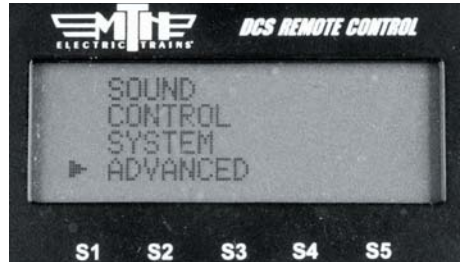 MTH DCS REMOTE CONTROL
ELECTRIC TRAINS
SOUND
CONTROL
SYSTEM
ADVANCED
S1 S2 S3 S4 S5